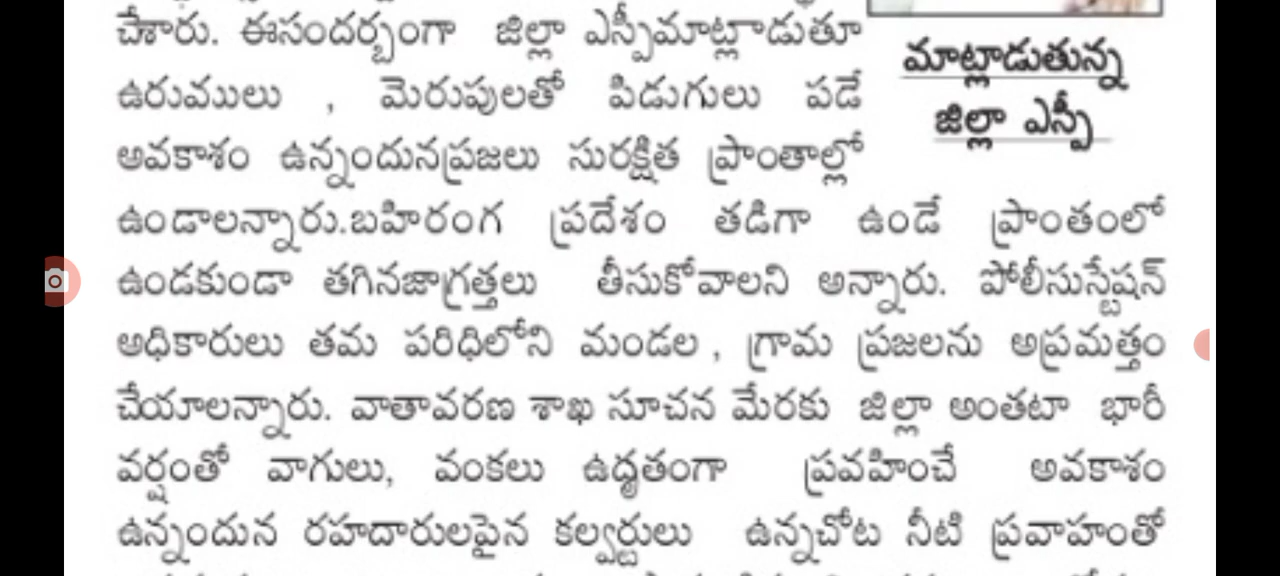 చేశారు. ఈసందర్భంగా జిల్లా ఎస్పీమాట్లాడుతూ
ఉరుములు , మెరుపులతో పిడుగులు పడే
అవకాశం ఉన్నందునప్రజలు సురక్షిత ప్రాంతాల్లో
మాట్లాడుతున్న
జిల్లా ఎస్పీ
ఉండాలన్నారు.బహిరంగ ప్రదేశం తడిగా ఉండే ప్రాంతంలో
ఉండకుండా తగినజాగ్రత్తలు తీసుకోవాలని అన్నారు. పోలీసుస్టేషన్
అధికారులు తమ పరిధిలోని మండల , గ్రామ ప్రజలను అప్రమత్తం
చేయాలన్నారు. వాతావరణ శాఖ సూచన మేరకు జిల్లా అంతటా భారీ
వర్షంతో వాగులు, వంకలు ఉధృతంగా ప్రవహించే అవకాశం
ఉన్నందున రహదారులపైన కల్వర్టులు ఉన్నచోట నీటి ప్రవాహంతో